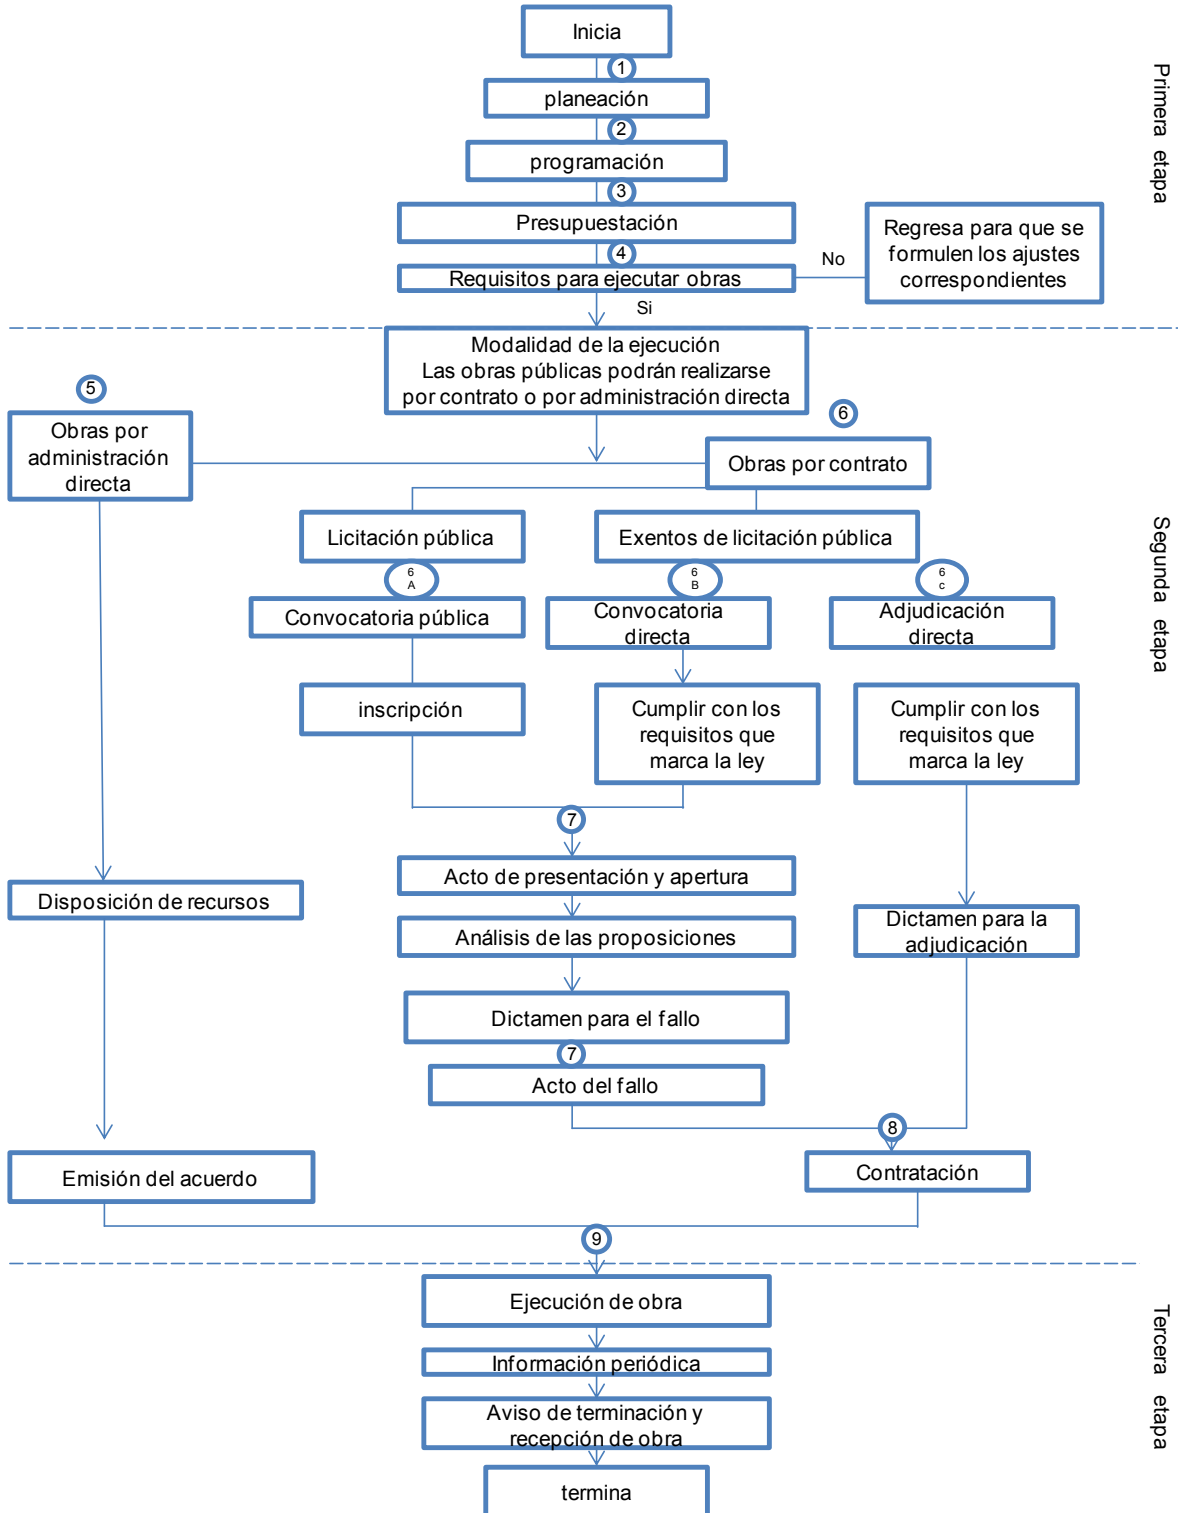 Inicia
Primera etapa
1
planeación
2
programación
3
Presupuestación
4
Requisitos para ejecutar obras
No
Regresa para que se
formulen los ajustes
correspondientes
Si
Modalidad de la ejecución
Las obras públicas podrán realizarse
por contrato o por administración directa
5
Obras por
administración
directa
6
Obras por contrato
Segunda etapa
Licitación pública
Exentos de licitación pública
6
A
6
B
6
c
Convocatoria pública
Convocatoria
directa
Adjudicación
directa
inscripción
Cumplir con los
requisitos que
marca la ley
Cumplir con los
requisitos que
marca la ley
7
Acto de presentación y apertura
Disposición de recursos
Análisis de las proposiciones
Dictamen para la
adjudicación
Dictamen para el fallo
7
Acto del fallo
8
Emisión del acuerdo
Contratación
9
Tercera etapa
Ejecución de obra
Información periódica
Aviso de terminación y
recepción de obra
termina